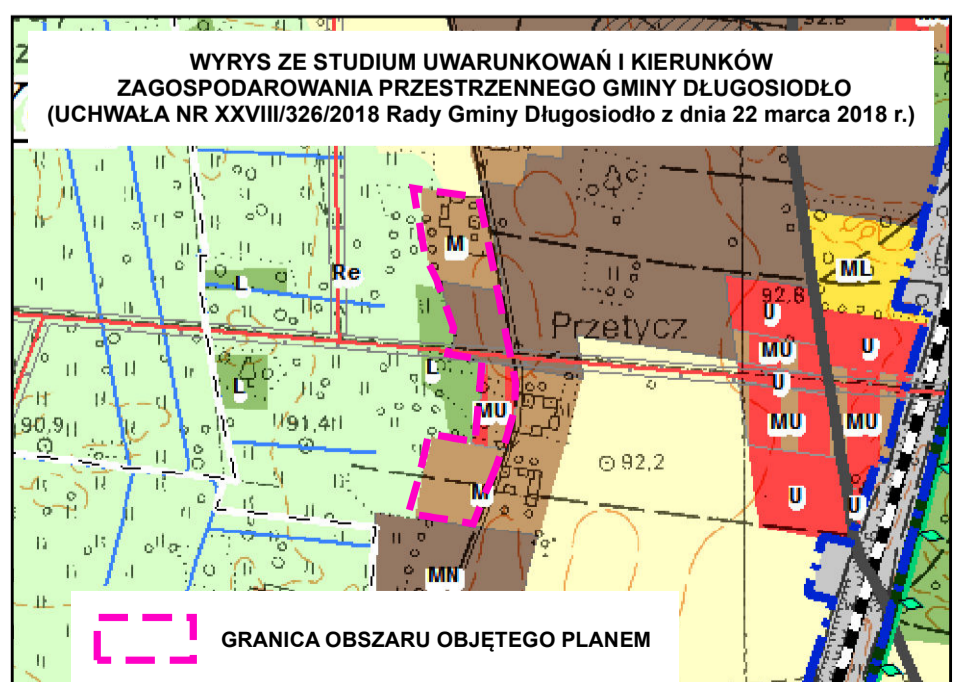 92.8
WYRYS ZE STUDIUM UWARUNKOWAŃ I KIERUNKÓW
ZAGOSPODAROWANIA PRZESTRZENNEGO GMINY DŁUGOSIODŁO
(UCHWAŁA NR XXVIII/326/2018 Rady Gminy Długosiodło z dnia 22 marca 2018 r.)
M
Re
L
ML
92.8
U
Przetycz
MU
U
L
U
L
MU
MU
MU
90,9
91,4
92,2
M
U
U
MN
GRANICA OBSZARU OBJĘTEGO PLANEM